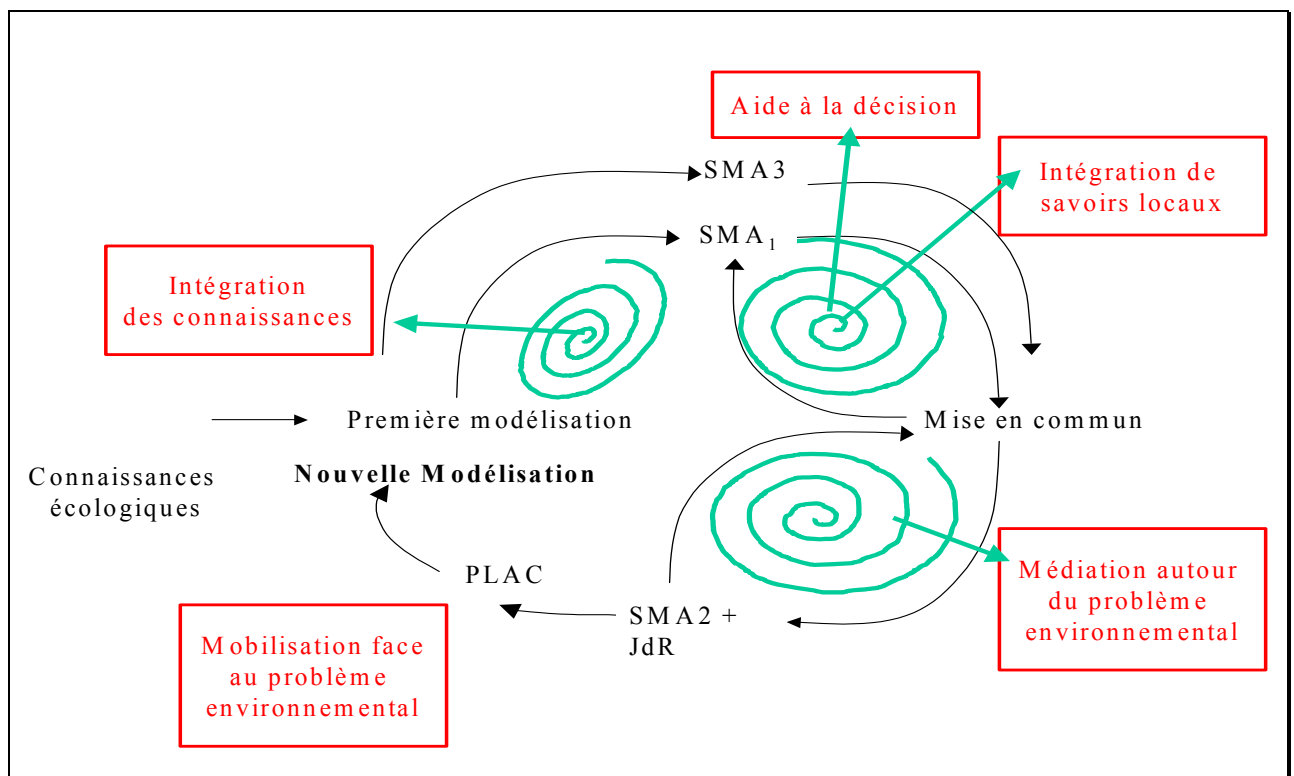 Aide à la décision
SMA3
Intégration de
savoirs locaux
SMA₁
Intégration
des connaissances
Première modélisation
Mise en commun
Nouvelle Modélisation
Connaissances
écologiques
PLAC
SMA2 +
JdR
Médiation autour
du problème
environnemental
Mobilisation face
au problème
environnemental